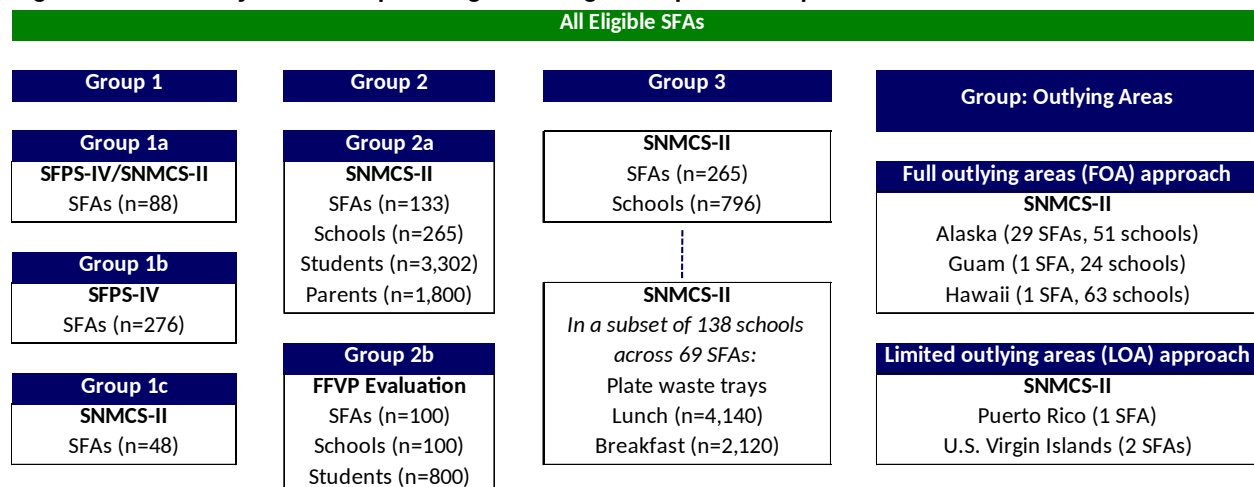 All Eligible SFAs
Group 1
Group 1a
SFPS-IV/SNMCS-II
SFAs (n=88)
Group 1b
SFPS-IV
SFAs (n=276)
Group 1c
SNMCS-II
SFAs (n=48)
Group 2
Group 2a
SNMCS-II
SFAs (n=133)
Schools (n=265)
Students (n=3,302)
Parents (n=1,800)
Group 2b
FFVP Evaluation
SFAs (n=100)
Schools (n=100)
Students (n=800)
Group 3
SNMCS-II
SFAs (n=265)
Schools (n=796)
SNMCS-II
In a subset of 138 schools
across 69 SFAs:
Plate waste trays
Lunch (n=4,140)
Breakfast (n=2,120)
Group: Outlying Areas
Full outlying areas (FOA) approach
SNMCS-II
Alaska (29 SFAs, 51 schools)
Guam (1 SFA, 24 schools)
Hawaii (1 SFA, 63 schools)
Limited outlying areas (LOA) approach
SNMCS-II
Puerto Rico (1 SFA)
U.S. Virgin Islands (2 SFAs)